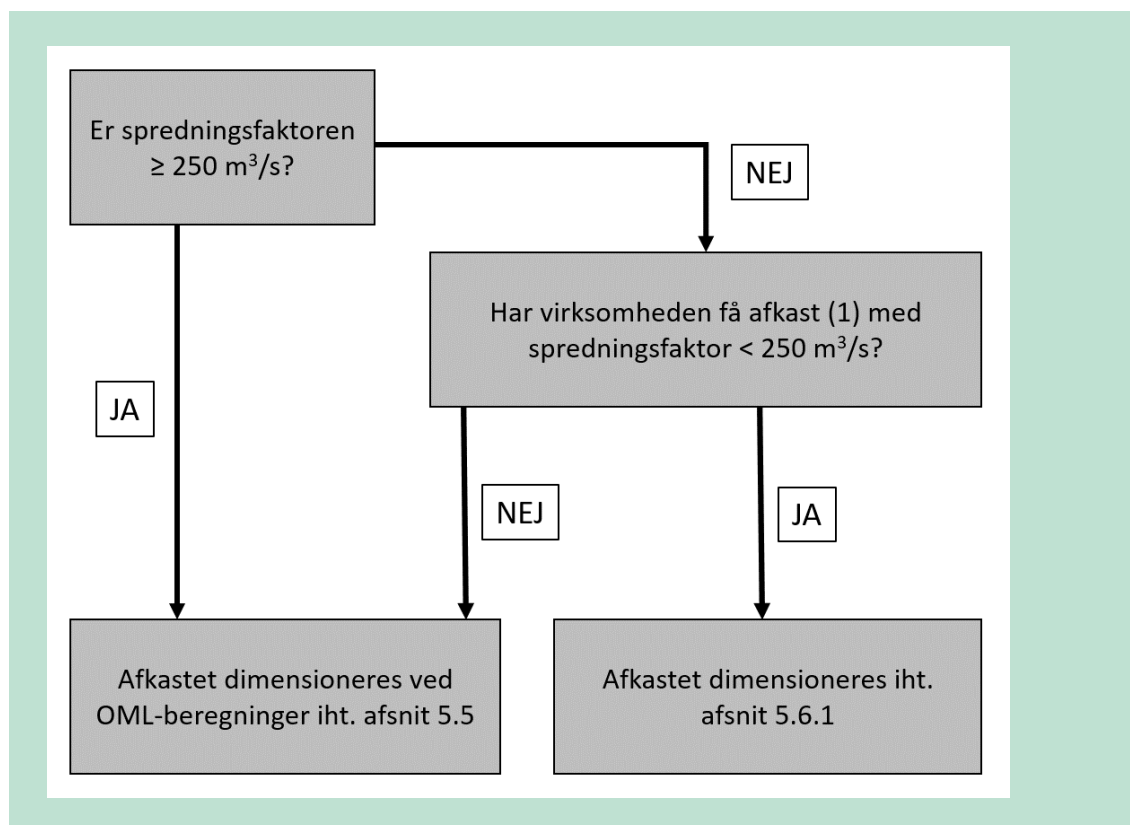 Er spredningsfaktoren
≥ 250 m³/s?
NEJ
Har virksomheden få afkast (1) med
spredningsfaktor < 250 m³/s?
JA
NEJ
JA
Afkastet dimensioneres ved
OML-beregninger iht. afsnit 5.5
Afkastet dimensioneres iht.
afsnit 5.6.1